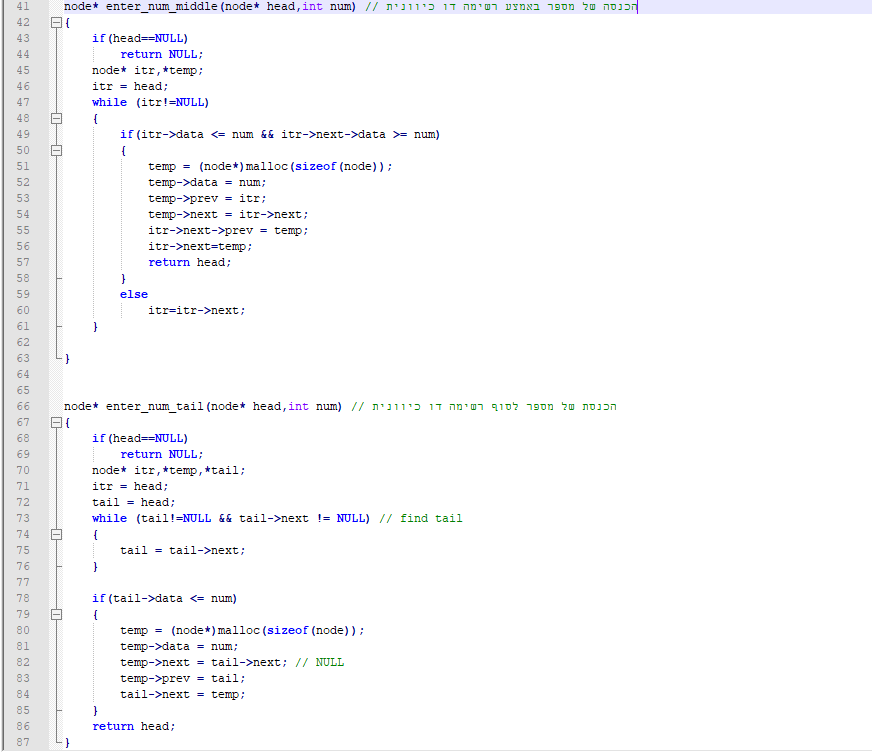 41 node* enter_num_middle(node* head,int num) // הכנסה של מספר באמצע רשימה דו כיוונית
42 {
43 if(head==NULL)
44 return NULL;
45 node* itr,*temp;
46 itr = head;
47 while (itr!=NULL)
48 {
49 if(itr->data <= num && itr->next->data >= num)
50 {
51 temp = (node*)malloc(sizeof(node));
52 temp->data = num;
53 temp->prev = itr;
54 temp->next = itr->next;
55 itr->next->prev = temp;
56 itr->next=temp;
57 return head;
58 }
59 else
60 itr=itr->next;
61 }
62
63 }
64
65
66 node* enter_num_tail(node* head,int num) // הכנסת של מספר לסוף רשימה דו כיוונית
67 {
68 if(head==NULL)
69 return NULL;
70 node* itr,*temp,*tail;
71 itr = head;
72 tail = head;
73 while (tail!=NULL && tail->next != NULL) // find tail
74 {
75 tail = tail->next;
76 }
77
78 if(tail->data <= num)
79 {
80 temp = (node*)malloc(sizeof(node));
81 temp->data = num;
82 temp->next = tail->next; // NULL
83 temp->prev = tail;
84 tail->next = temp;
85 }
86 return head;
87 }